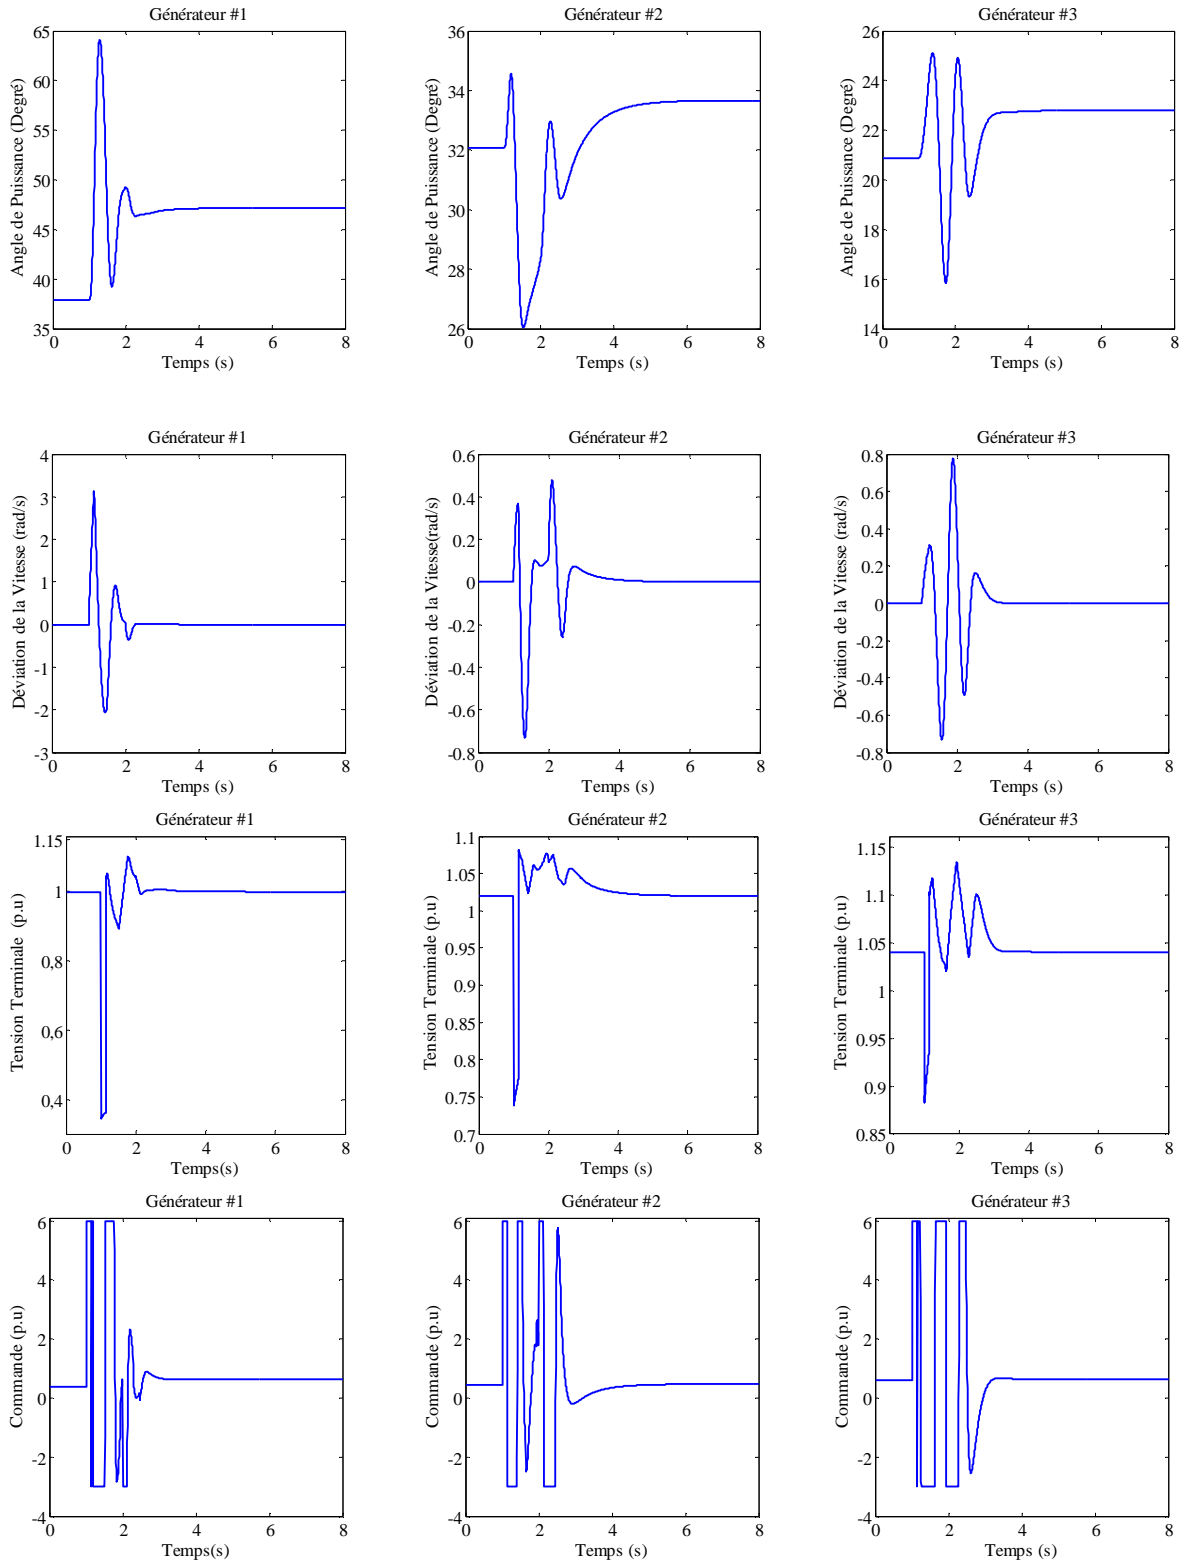 Générateur #1
Générateur #2
Générateur #3
Angle de Puissance (Degré)
65
60
55
50
45
40
35
0 2 4 6 8
Temps (s)
Angle de Puissance (Degré)
36
34
32
30
28
26
0 2 4 6 8
Temps (s)
Angle de Puissance (Degré)
26
24
22
20
18
16
14
0 2 4 6 8
Temps (s)
Générateur #1
Générateur #2
Générateur #3
Déviation de la Vitesse (rad/s)
4
3
2
1
0
-1
-2
-3
0 2 4 6 8
Temps (s)
Déviation de la Vitesse(rad/s)
0.6
0.4
0.2
0
-0.2
-0.4
-0.6
-0.8
0 2 4 6 8
Temps (s)
Déviation de la Vitesse (rad/s)
0.8
0.6
0.4
0.2
0
-0.2
-0.4
-0.6
-0.8
0 2 4 6 8
Temps (s)
Générateur #1
Générateur #2
Générateur #3
Tension Terminale (p.u)
1.15
1
0.8
0.6
0,4
0 2 4 6 8
Temps(s)
Tension Terminale (p.u)
1.1
1.05
1
0.95
0.9
0.85
0.8
0.75
0.7
0 2 4 6 8
Temps (s)
Tension Terminale (p.u)
1.15
1.1
1.05
1
0.95
0.9
0.85
0 2 4 6 8
Temps (s)
Générateur #1
Générateur #2
Générateur #3
Commande (p.u)
6
4
2
0
-2
-4
0 2 4 6 8
Temps(s)
Commande (p.u)
6
4
2
0
-2
-4
0 2 4 6 8
Temps (s)
Commande (p.u)
6
4
2
0
-2
-4
0 2 4 6 8
Temps (s)